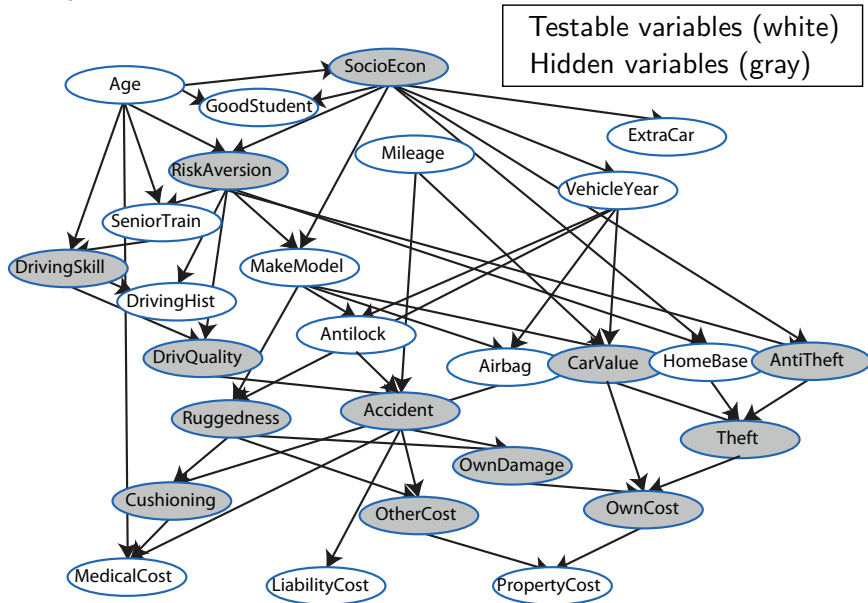 Testable variables (white)
Hidden variables (gray)
SocioEcon
Age
GoodStudent
ExtraCar
Mileage
RiskAversion
VehicleYear
SeniorTrain
DrivingSkill
MakeModel
DrivingHist
Antilock
DrivQuality
Airbag
CarValue
HomeBase
AntiTheft
Ruggedness
Accident
Theft
OwnDamage
Cushioning
OtherCost
OwnCost
MedicalCost
LiabilityCost
PropertyCost